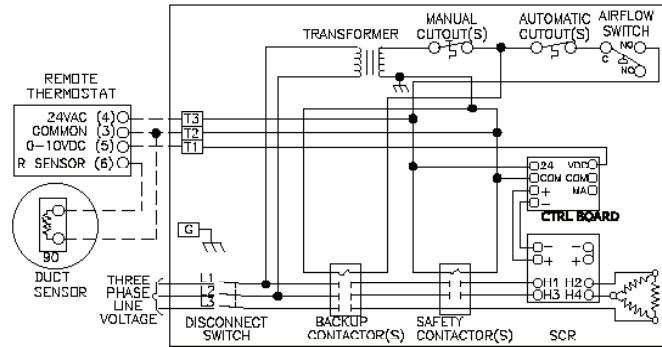 MANUAL
CUTOUT(S)
AUTOMATIC
CUTOUT(S)
AIRFLOW
SWITCH
TRANSFORMER
NO
C
NO
REMOTE
THERMOSTAT
24VAC (4)
COMMON (3)
0-10VDC (5)
R SENSOR (6)
T3
T2
T1
24 VDC
COM COM
+ MA
-
CTRL BOARD
90
DUCT
SENSOR
G
- -
+ +
H1 H2
H3 H4
THREE
PHASE
LINE
VOLTAGE
L1
L2
L3
DISCONNECT
SWITCH
BACKUP
CONTACTOR(S)
SAFETY
CONTACTOR(S)
SCR